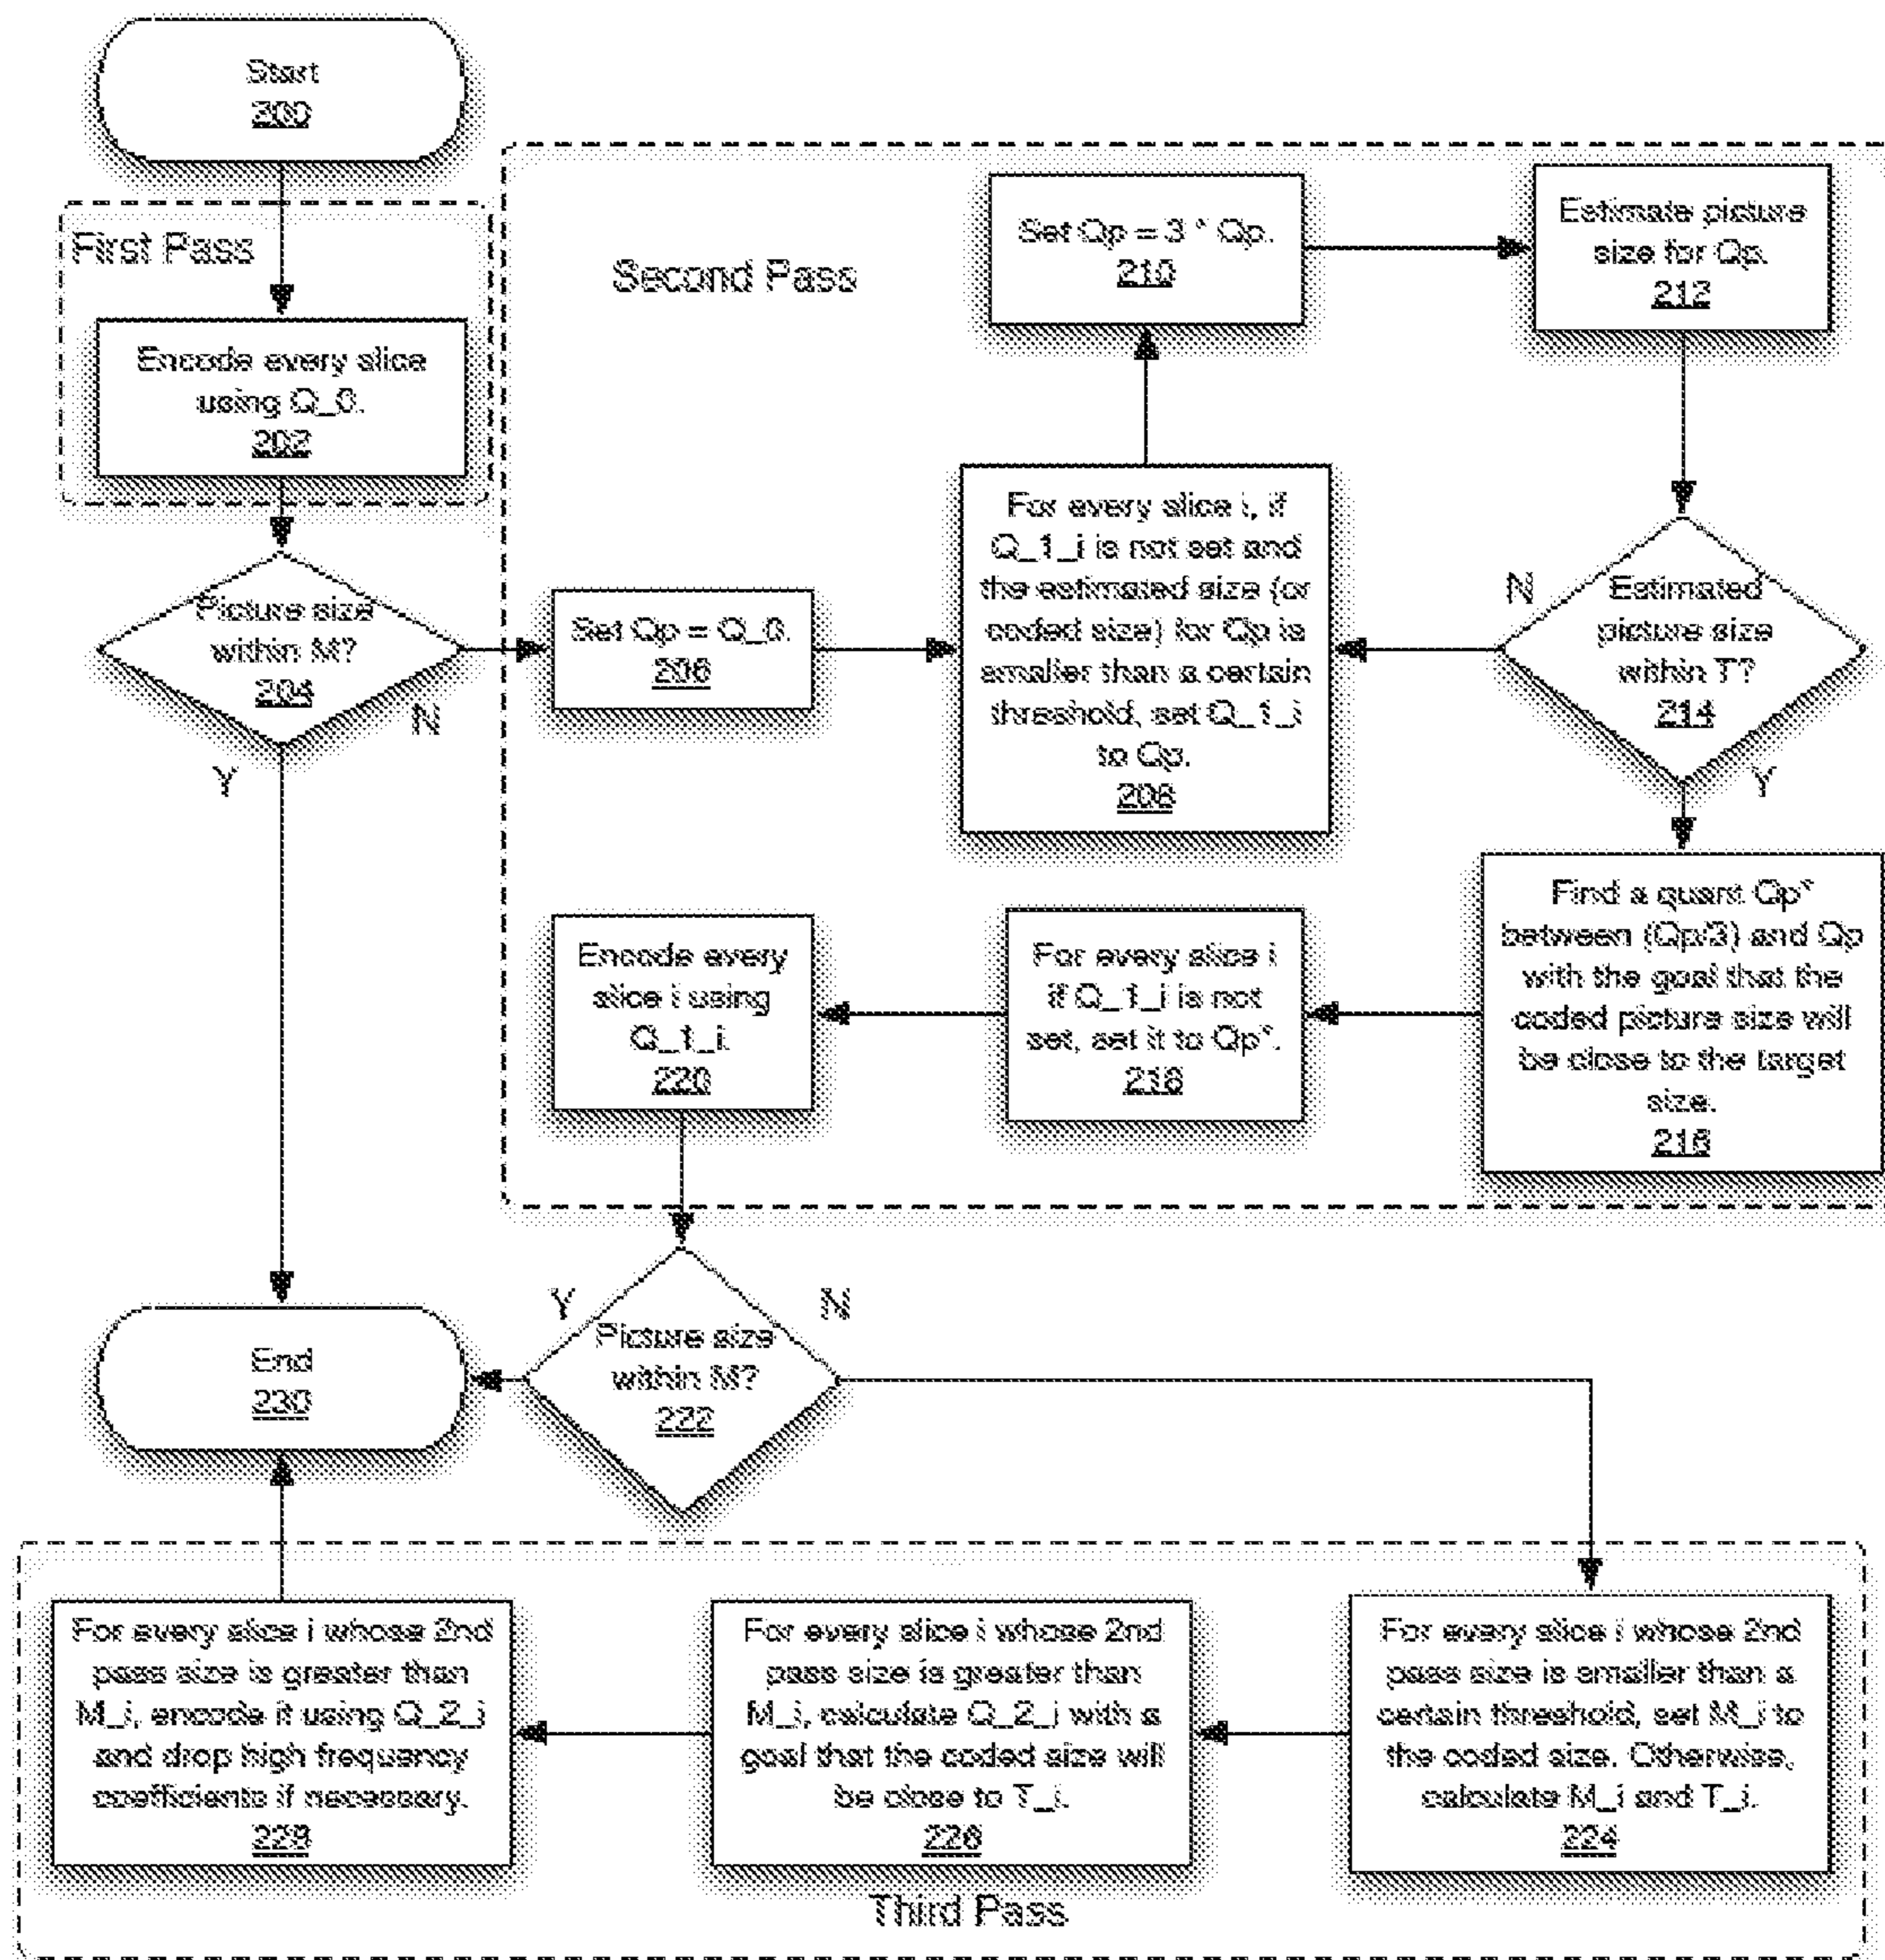 Start
200
First Pass
Encode every slice
using Q_0.
202
Picture size
within M?
204
Y
N
Second Pass
Set Qp = Q_0.
206
For every slice i, if
Q_1_i is not set and
the estimated size (or
coded size) for Qp is
smaller than a certain
threshold, set Q_1_i
to Qp.
208
Set Qp = 3 * Qp.
210
Estimate picture
size for Qp.
212
Estimated
picture size
within T?
214
N
Y
Find a quant Qp*
between (Qp/3) and Qp
with the goal that the
coded picture size will
be close to the target
size.
216
For every slice i
if Q_1_i is not
set, set it to Qp*.
218
Encode every
slice i using
Q_1_i.
220
Picture size
within M?
222
Y
N
End
230
For every slice i whose 2nd
pass size is smaller than a
certain threshold, set M_i to
the coded size. Otherwise,
calculate M_i and T_i.
224
For every slice i whose 2nd
pass size is greater than
M_i, calculate Q_2_i with a
goal that the coded size will
be close to T_i.
226
For every slice i whose 2nd
pass size is greater than
M_i, encode it using Q_2_i
and drop high frequency
coefficients if necessary.
228
Third Pass